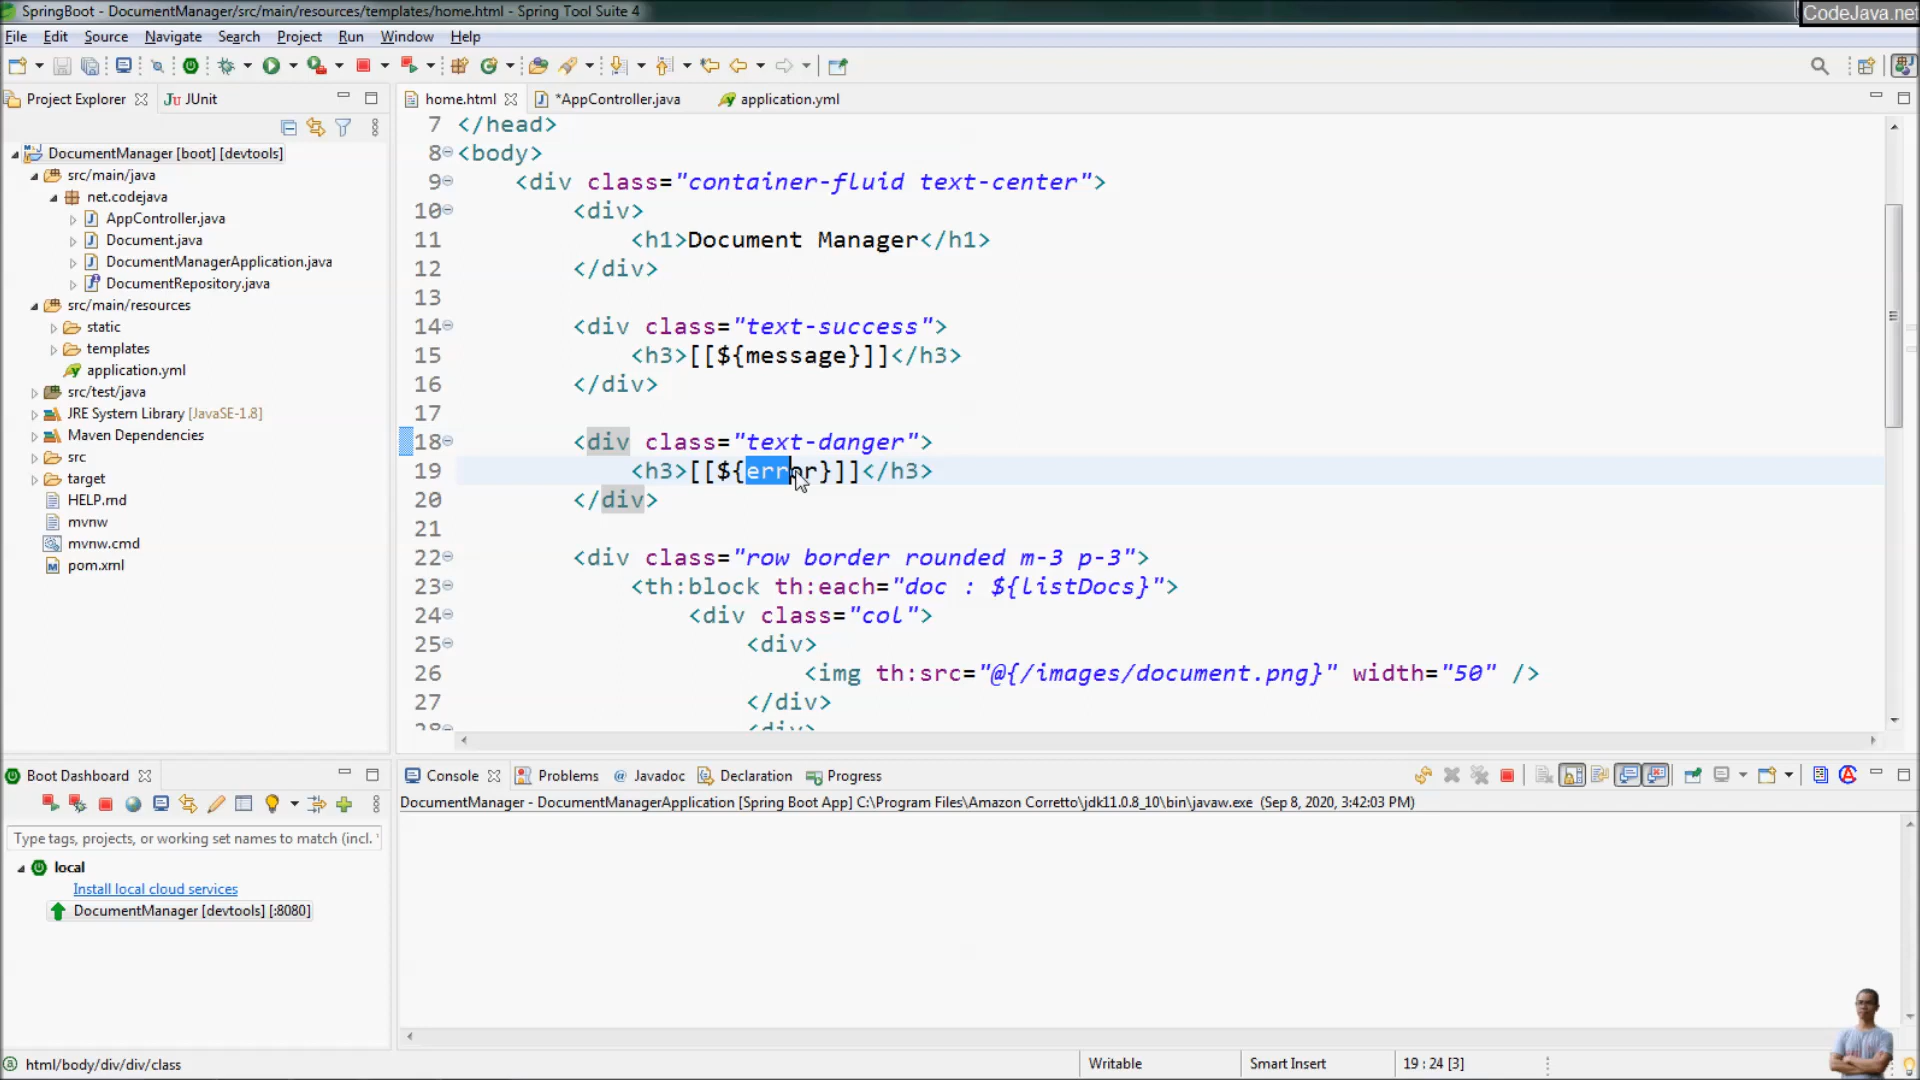 SpringBoot - DocumentManager/src/main/resources/templates/home.html - Spring Tool Suite 4
CodeJava.net
File Edit Source Navigate Search Project Run Window Help
Project Explorer
JUnit
home.html
*AppController.java
application.yml
DocumentManager [boot] [devtools]
src/main/java
net.codejava
AppController.java
Document.java
DocumentManagerApplication.java
DocumentRepository.java
src/main/resources
static
templates
application.yml
src/test/java
JRE System Library [JavaSE-1.8]
Maven Dependencies
src
target
HELP.md
mvnw
mvnw.cmd
pom.xml
7 </head>
8 <body>
9 <div class="container-fluid text-center">
10 <div>
11 <h1>Document Manager</h1>
12 </div>
13
14 <div class="text-success">
15 <h3>[[${message}]]</h3>
16 </div>
17
18 <div class="text-danger">
19 <h3>[[${error}]]</h3>
20 </div>
21
22 <div class="row border rounded m-3 p-3">
23 <th:block th:each="doc : ${listDocs}">
24 <div class="col">
25 <div>
26 <img th:src="@{/images/document.png}" width="50" />
27 </div>
28 <div>
Boot Dashboard
Type tags, projects, or working set names to match (incl. 
local
Install local cloud services
DocumentManager [devtools] [:8080]
Console Problems @ Javadoc Declaration Progress
DocumentManager - DocumentManagerApplication [Spring Boot App] C:\Program Files\Amazon Corretto\jdk11.0.8_10\bin\javaw.exe (Sep 8, 2020, 3:42:03 PM)
html/body/div/div/class
Writable
Smart Insert
19 : 24 [3]